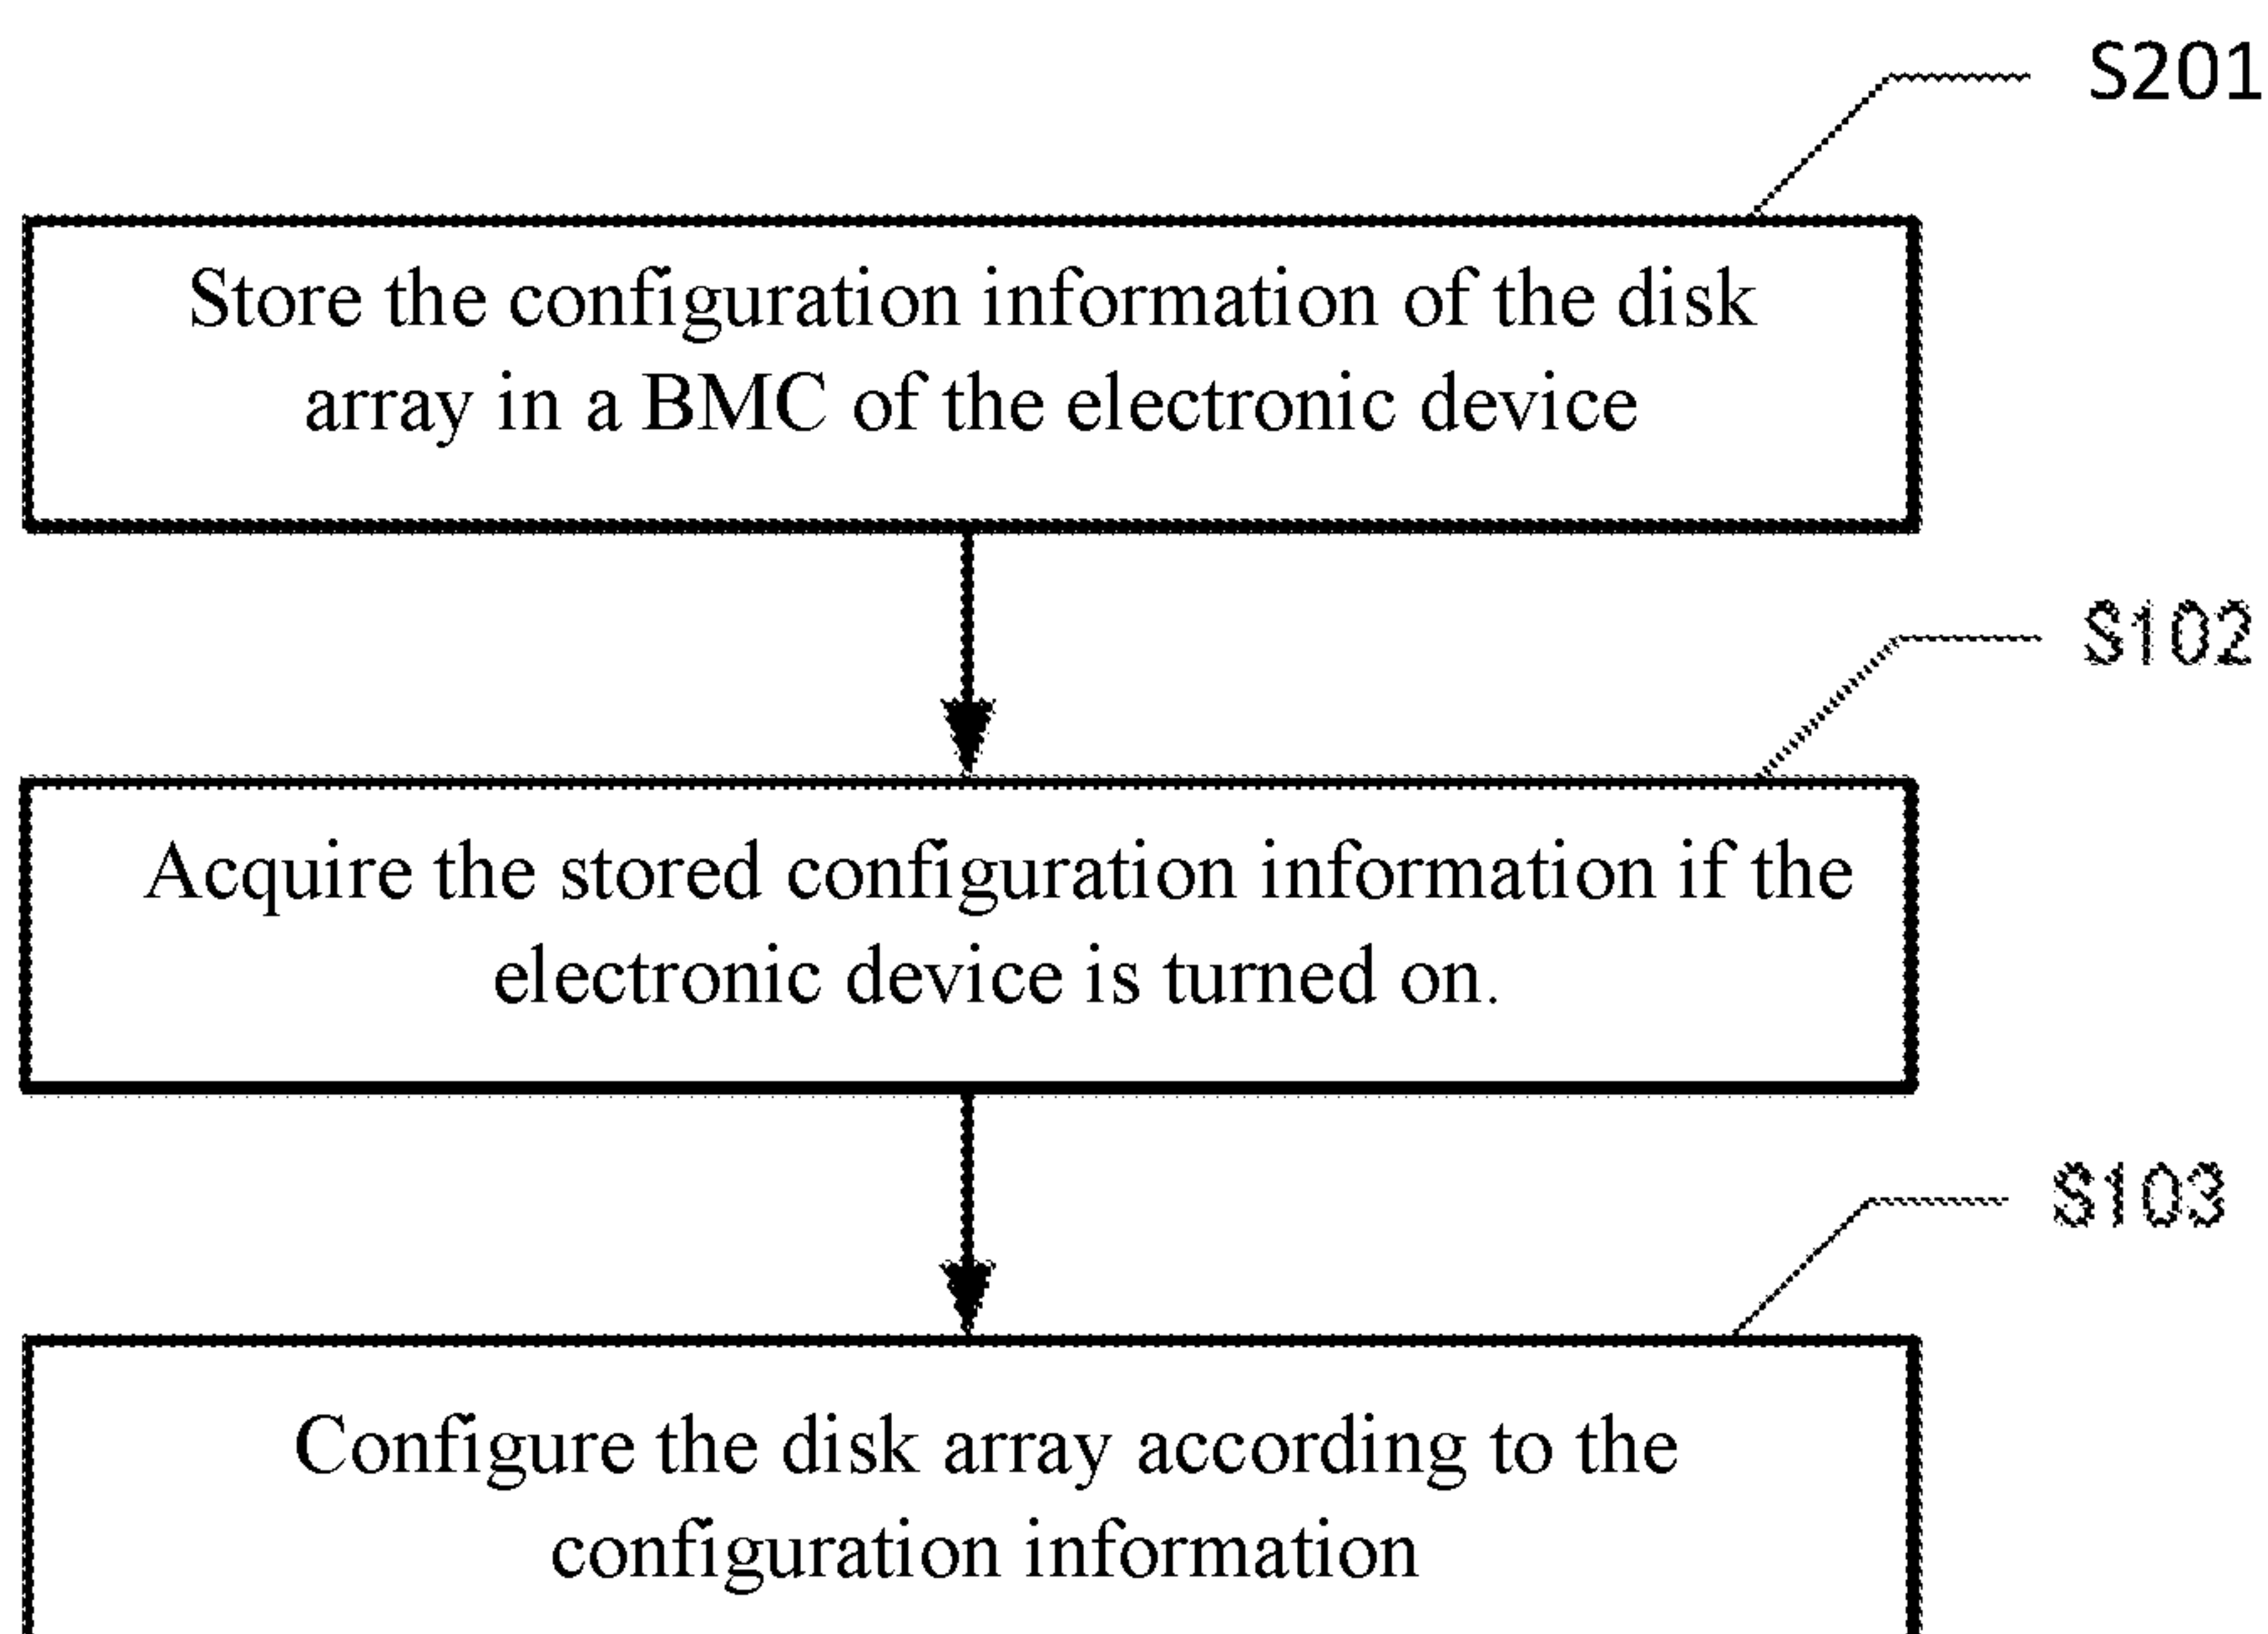 S201
Store the configuration information of the disk
array in a BMC of the electronic device
S102
Acquire the stored configuration information if the
electronic device is turned on.
S103
Configure the disk array according to the
configuration information